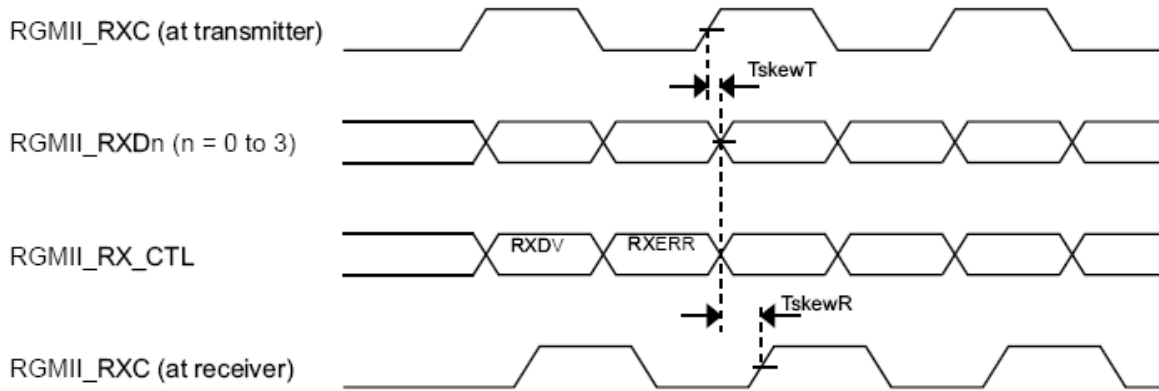 RGMII_RXC (at transmitter)
TskewT
RGMII_RXDn (n = 0 to 3)
RGMII_RX_CTL
RXDV
RXERR
TskewR
RGMII_RXC (at receiver)